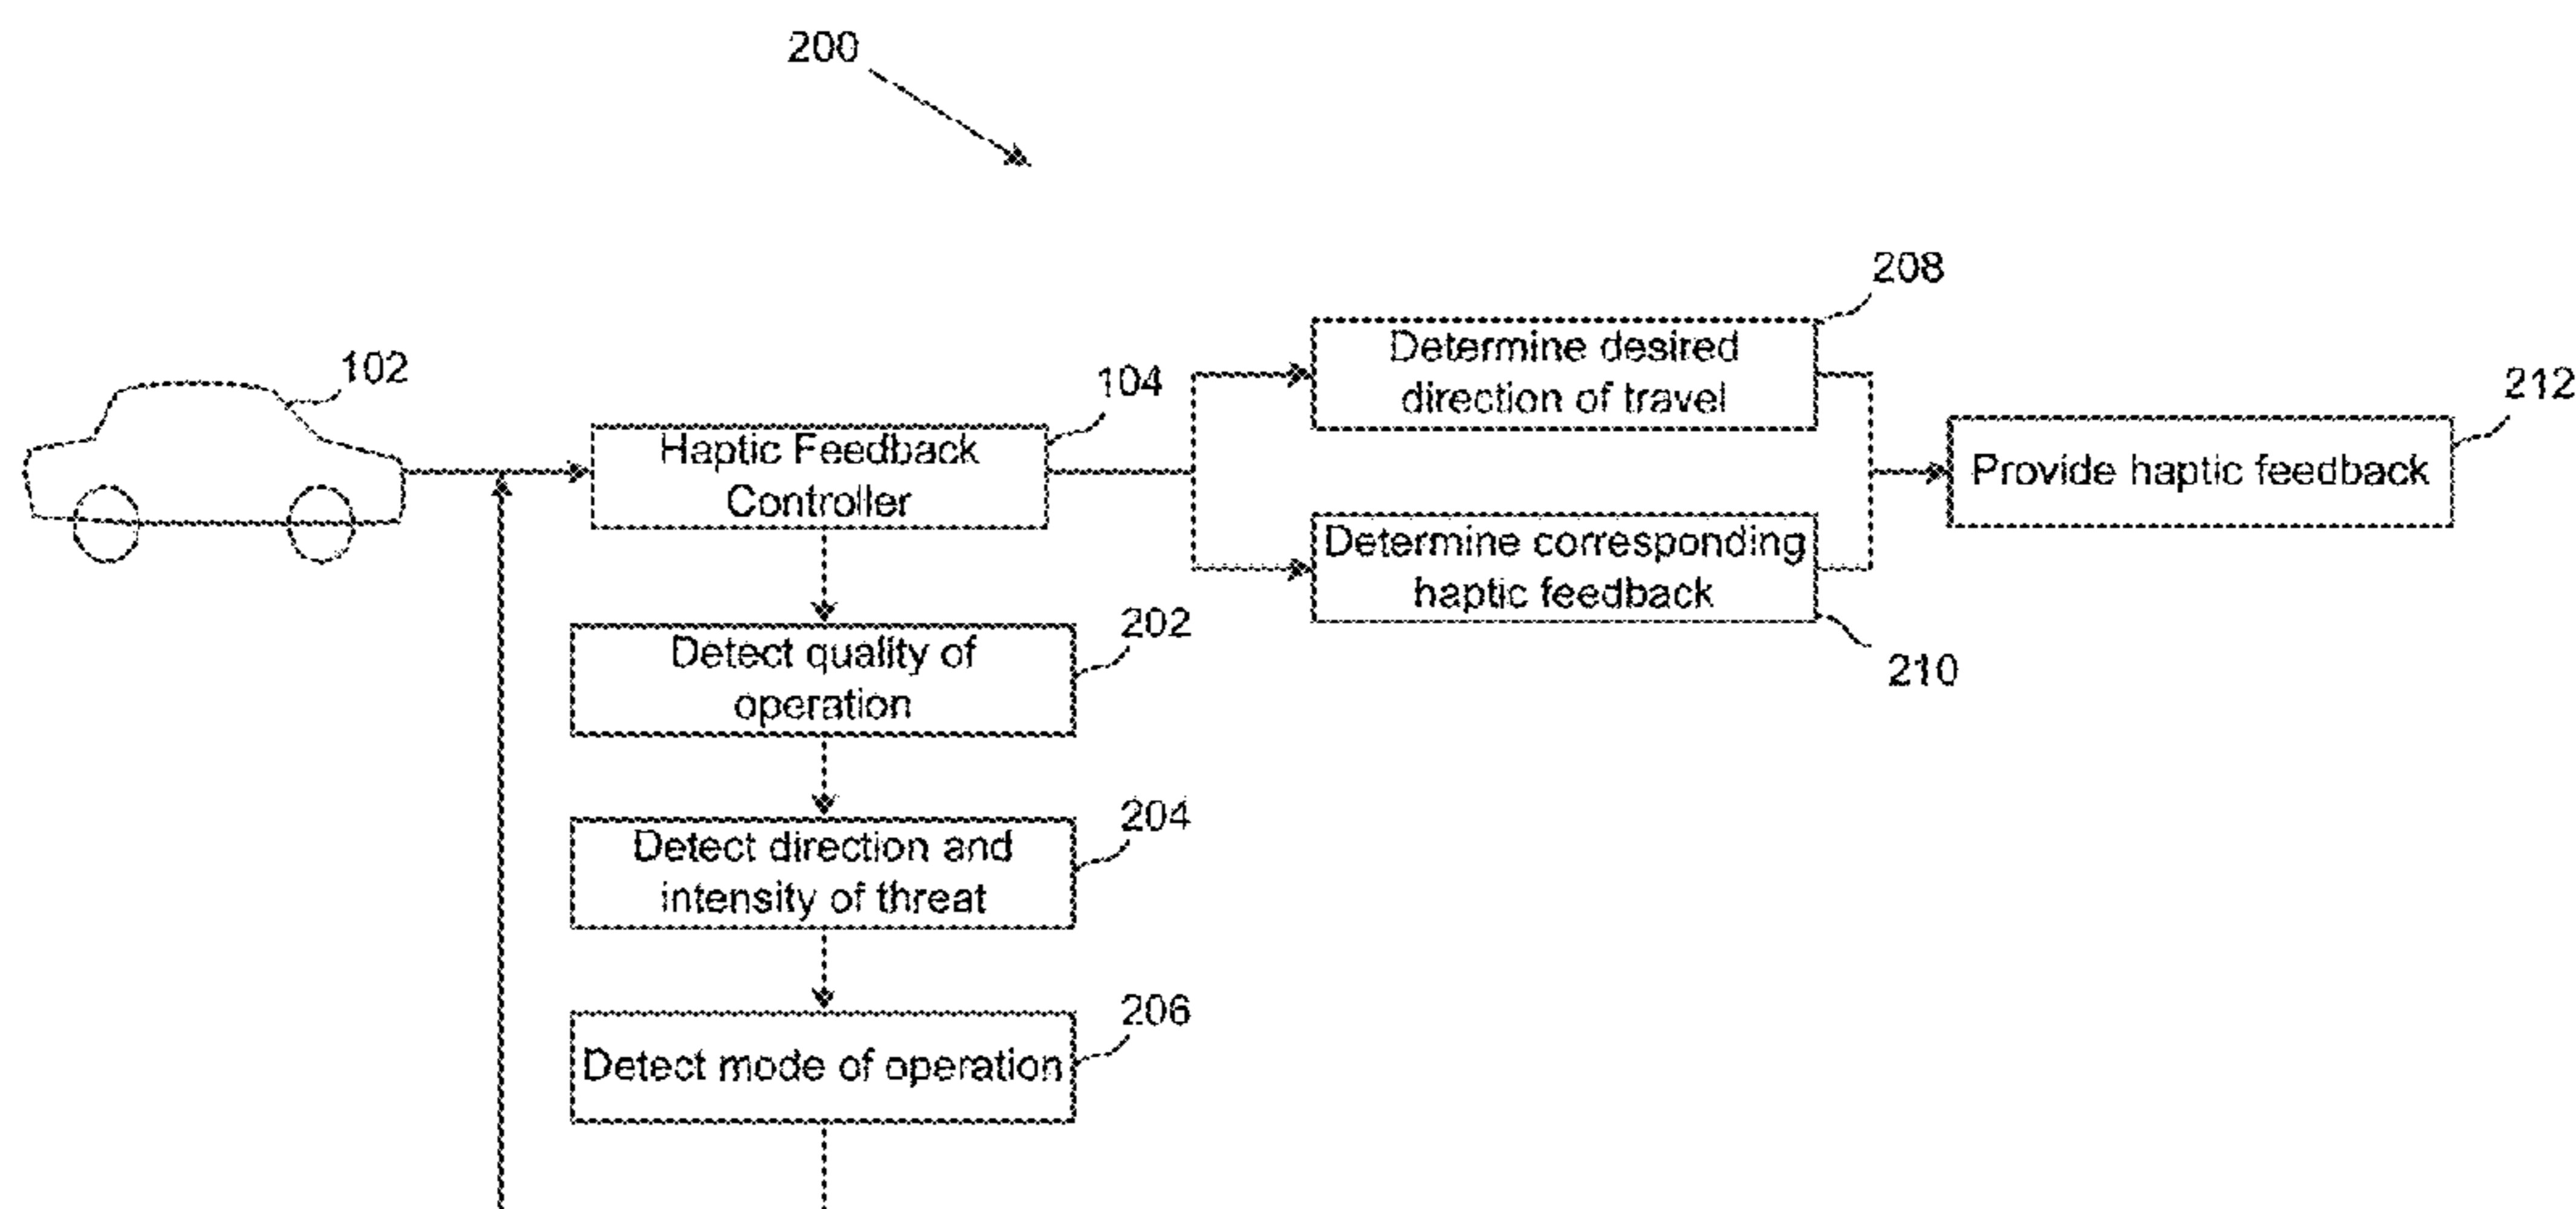 200
208
102
104
212
Determine desired
direction of travel
Haptic Feedback
Controller
Provide haptic feedback
Determine corresponding
haptic feedback
202
210
Detect quality of
operation
204
Detect direction and
intensity of threat
206
Detect mode of operation